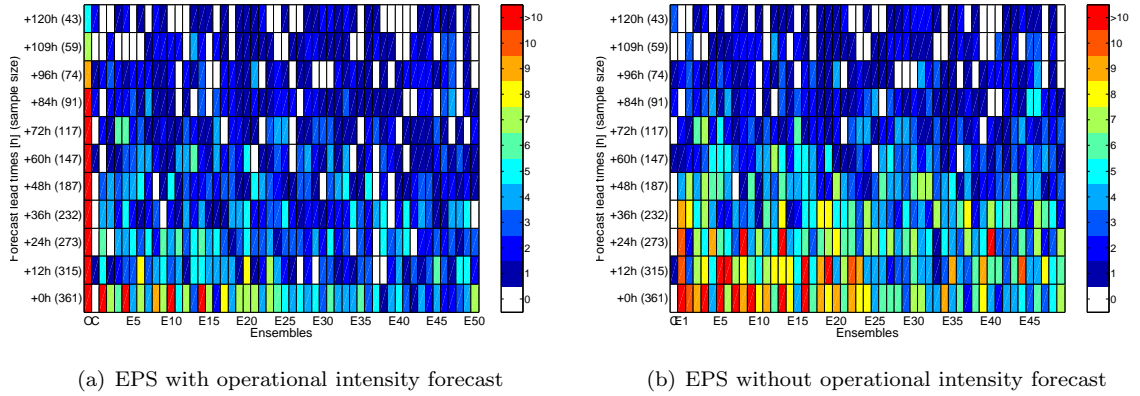 +120h (43)
+109h (59)
+96h (74)
+84h (91)
+72h (117)
+60h (147)
+48h (187)
+36h (232)
+24h (273)
+12h (315)
+0h (361)
Forecast lead times [h] (sample size)
OC E5 E10 E15 E20 E25 E30 E35 E40 E45 E50
Ensembles
>10
10
9
8
7
6
5
4
3
2
1
0
(a) EPS with operational intensity forecast
+120h (43)
+109h (59)
+96h (74)
+84h (91)
+72h (117)
+60h (147)
+48h (187)
+36h (232)
+24h (273)
+12h (315)
+0h (361)
Forecast lead times [h] (sample size)
E1 E5 E10 E15 E20 E25 E30 E35 E40 E45
Ensembles
>10
10
9
8
7
6
5
4
3
2
1
0
(b) EPS without operational intensity forecast